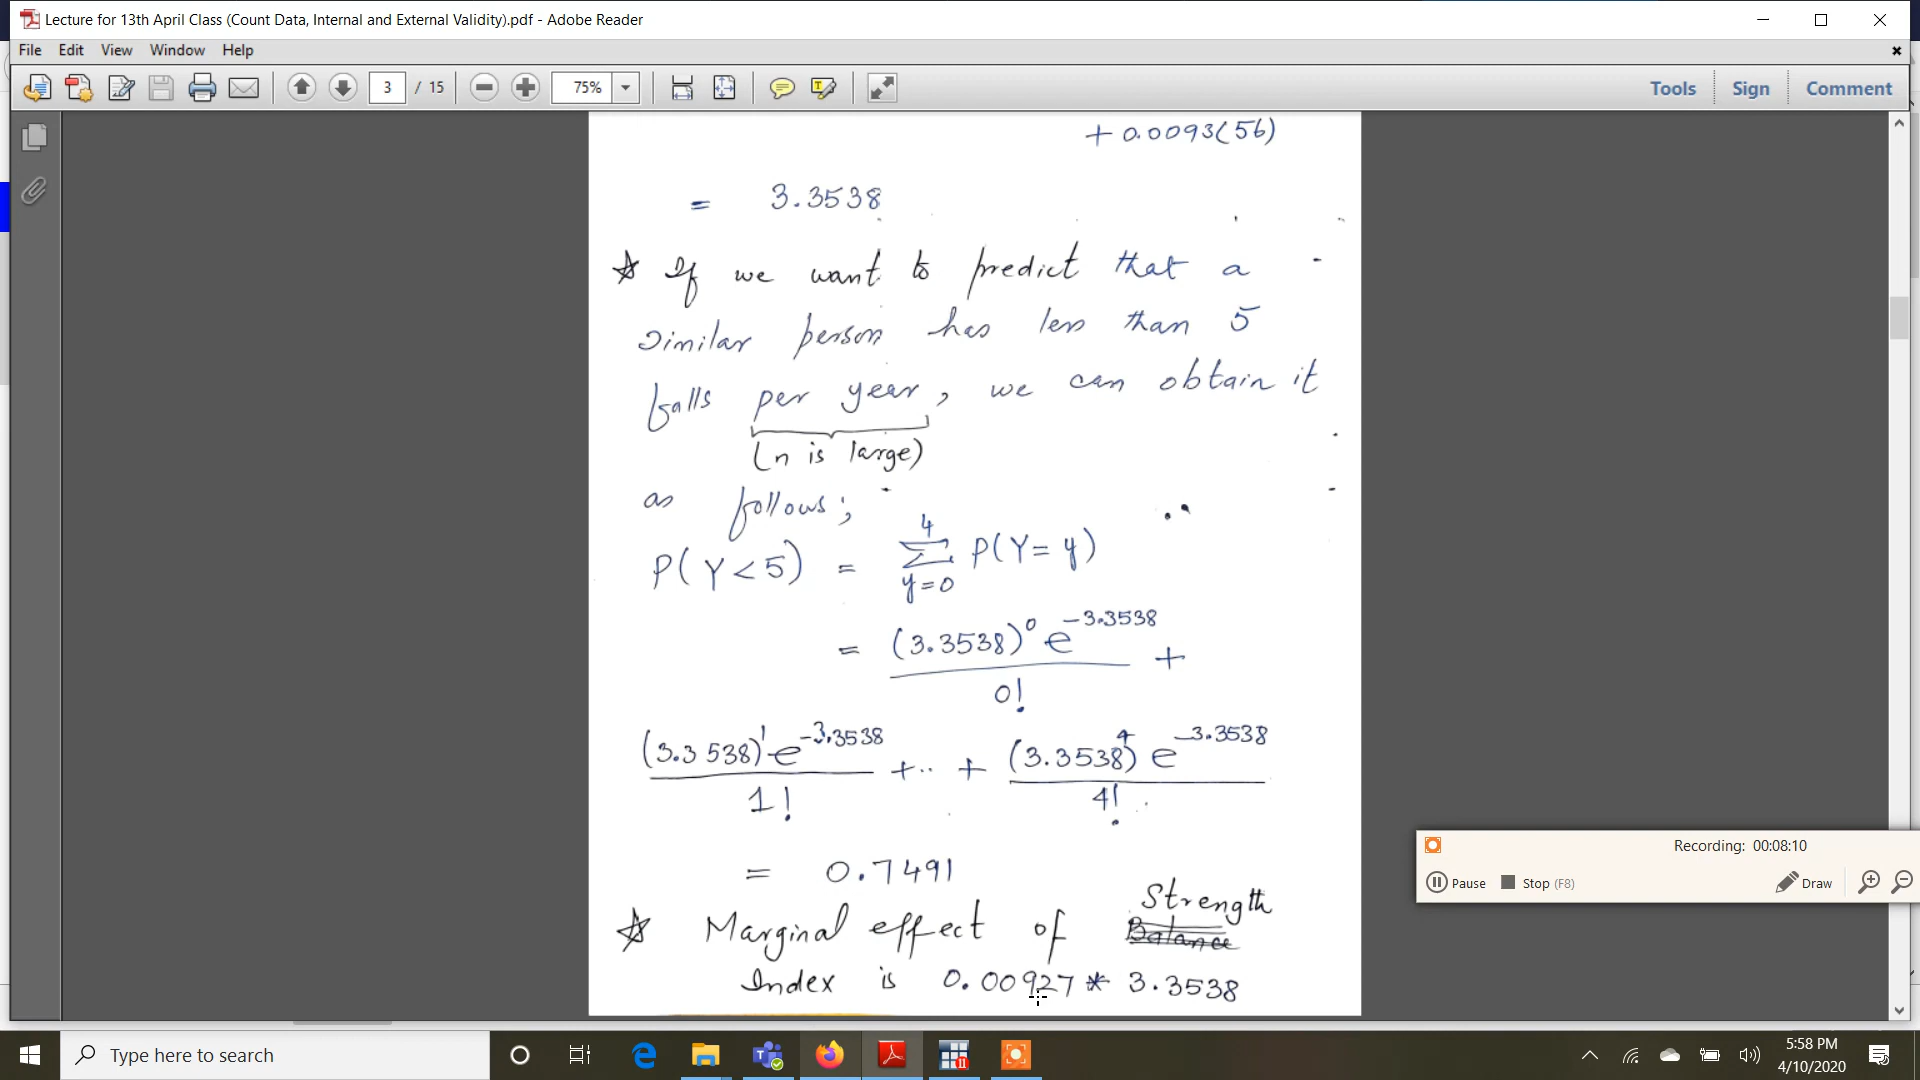 Lecture for 13th April Class (Count Data, Internal and External Validity).pdf - Adobe Reader
File Edit View Window Help
3 / 15 75% Tools Sign Comment
+ 0.0093(56)
= 3.3538
☆ If we want to predict that a
similar person has less than 5
falls per year, we can obtain it
(n is large)
as follows;
P(Y<5) = 4 Σ y=0 P(Y=y)
= (3.3538)⁰ e^-3.3538 / 0! +
(3.3538)¹ e^-3.3538 / 1! + .. + (3.3538)⁴ e^-3.3538 / 4!
= 0.7491
Strength
☆ Marginal effect of Balance
Index is 0.00927 * 3.3538
Recording: 00:08:10
Pause Stop (F8) Draw
Type here to search
11
5:58 PM
4/10/2020